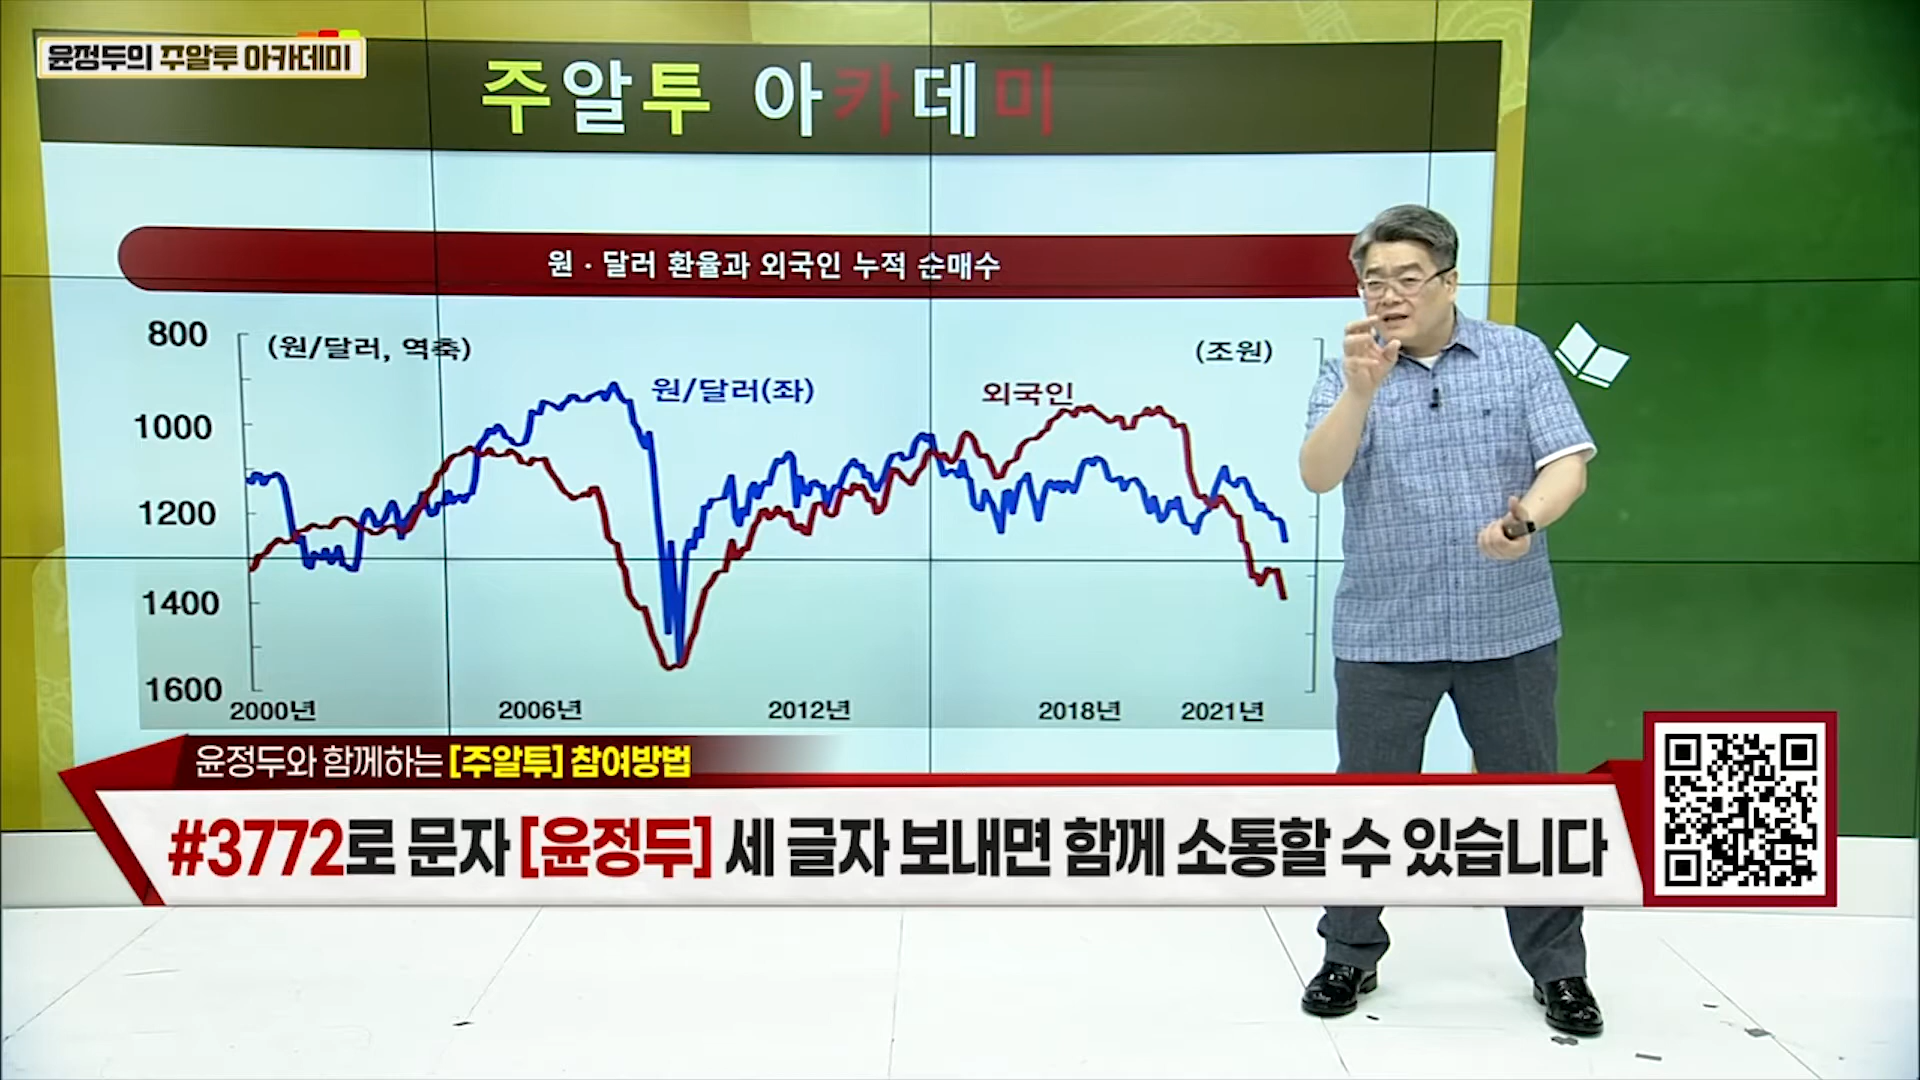 윤정두의 주알투 아카데미
주알투 아카데미
원·달러 환율과 외국인 누적 순매수
800
(원/달러, 역축)
(조원)
원/달러(좌)
외국인
1000
1200
1400
1600
2000년
2006년
2012년
2018년
2021년
윤정두와 함께하는 [주알투] 참여방법
#3772로 문자 [윤정두] 세 글자 보내면 함께 소통할 수 있습니다